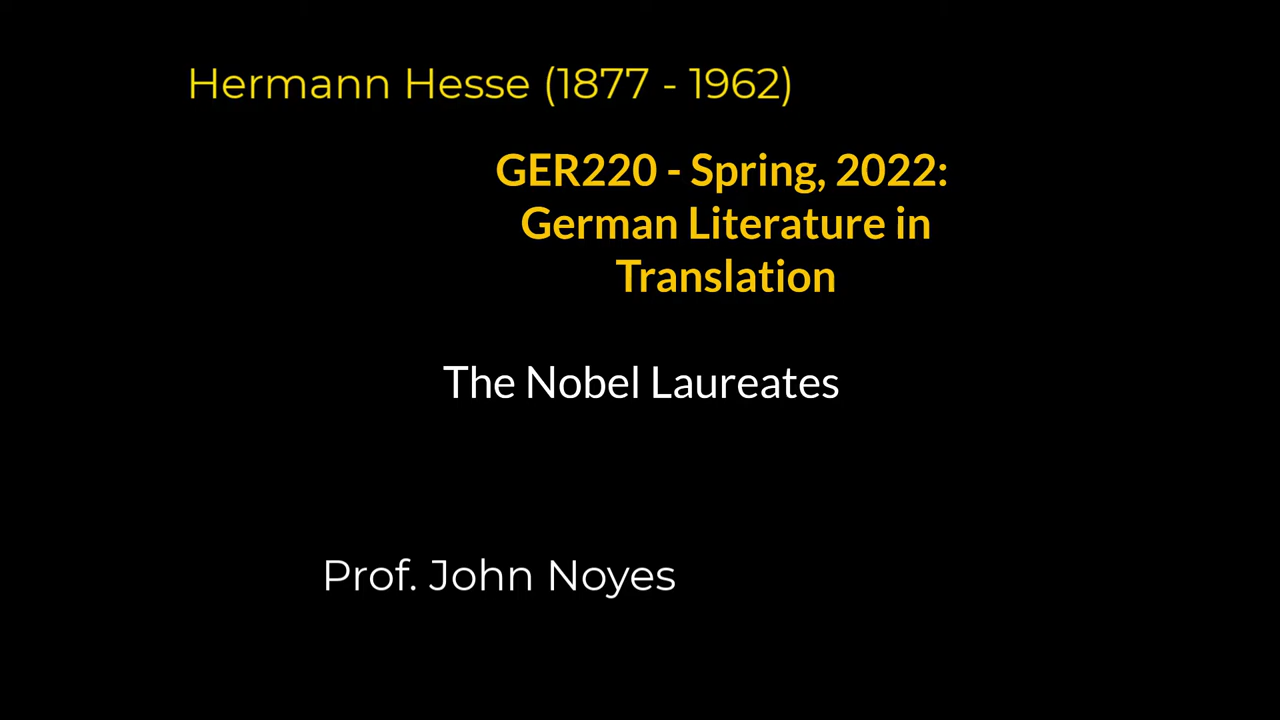 Hermann Hesse (1877 - 1962)
GER220 - Spring, 2022:
German Literature in
Translation
The Nobel Laureates
Prof. John Noyes